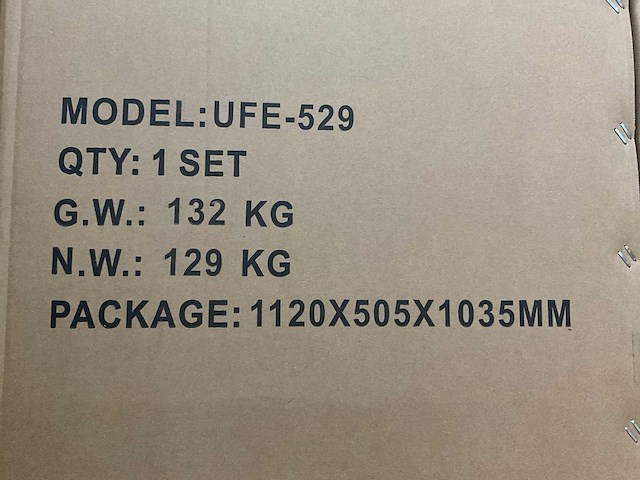 MODEL:UFE-529
QTY: 1 SET
G.W.: 132 KG
N.W.: 129 KG
PACKAGE:1120X505X1035MM